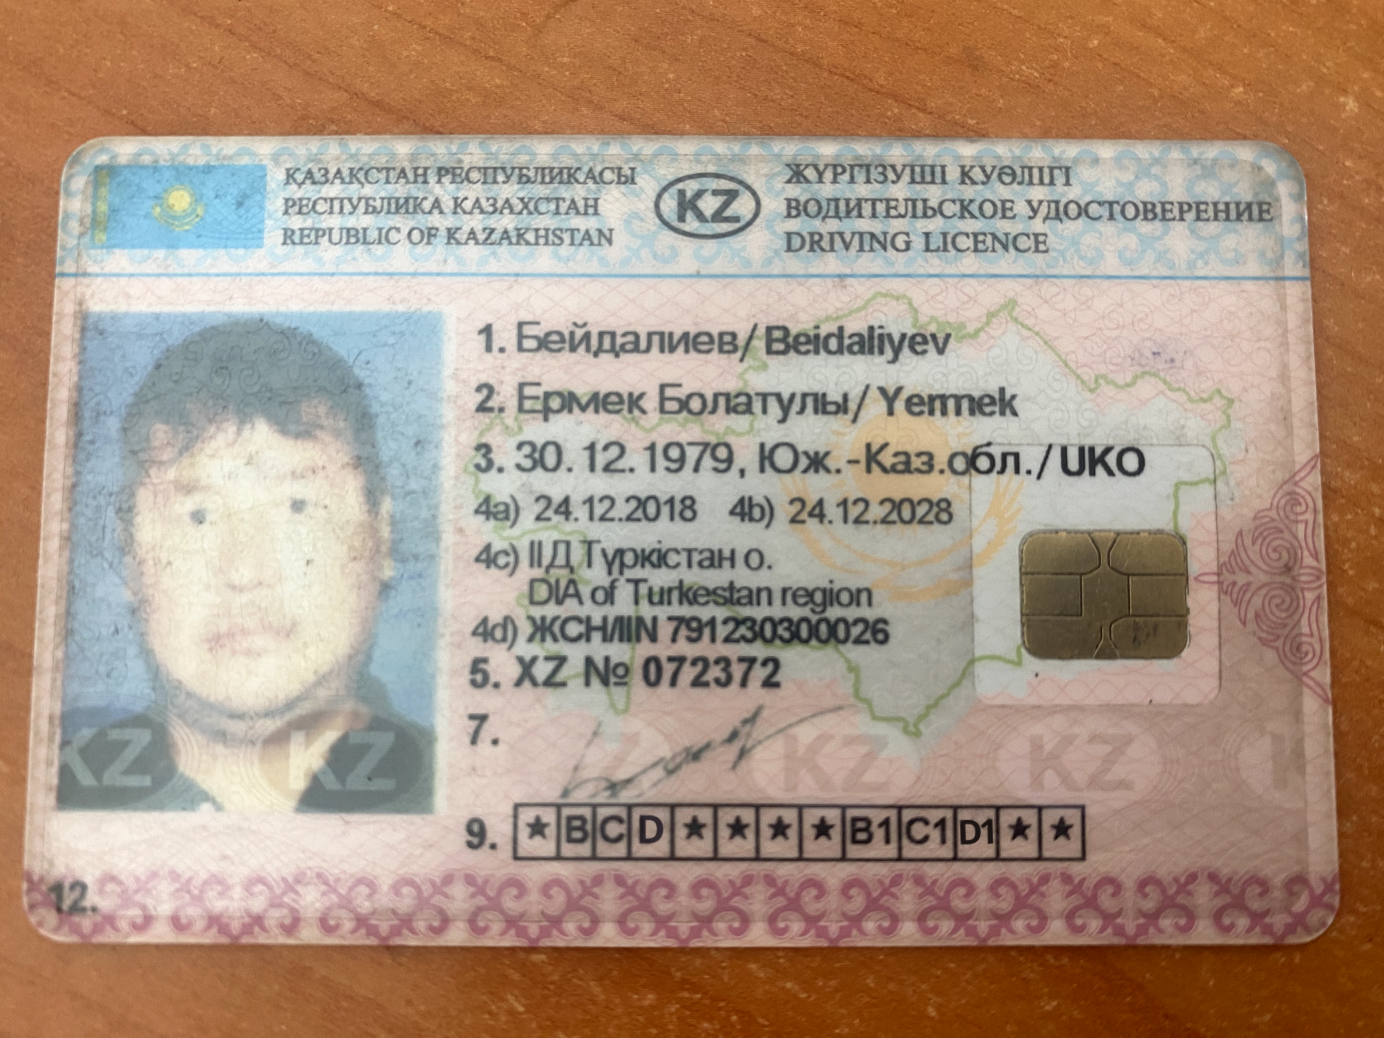 ҚАЗАҚСТАН РЕСПУБЛИКАСЫ
РЕСПУБЛИКА КАЗАХСТАН
REPUBLIC OF KAZAKHSTAN
KZ
ЖҮРГІЗУШІ КУӘЛІГІ
ВОДИТЕЛЬСКОЕ УДОСТОВЕРЕНИЕ
DRIVING LICENCE
1. Бейдалиев/ Beidaliyev
2. Ермек Болатулы/ Yermek
3. 30.12.1979, Юж.-Каз.обл./ UKO
4a) 24.12.2018 4b) 24.12.2028
4c) ІІД Түркістан о.
DIA of Turkestan region
4d) ЖСН/IIN 791230300026
5. XZ № 072372
7.
KZ KZ KZ KZ KZ K
9. ★ B C D ★ ★ ★ ★ B1 C1 D1 ★ ★
12.